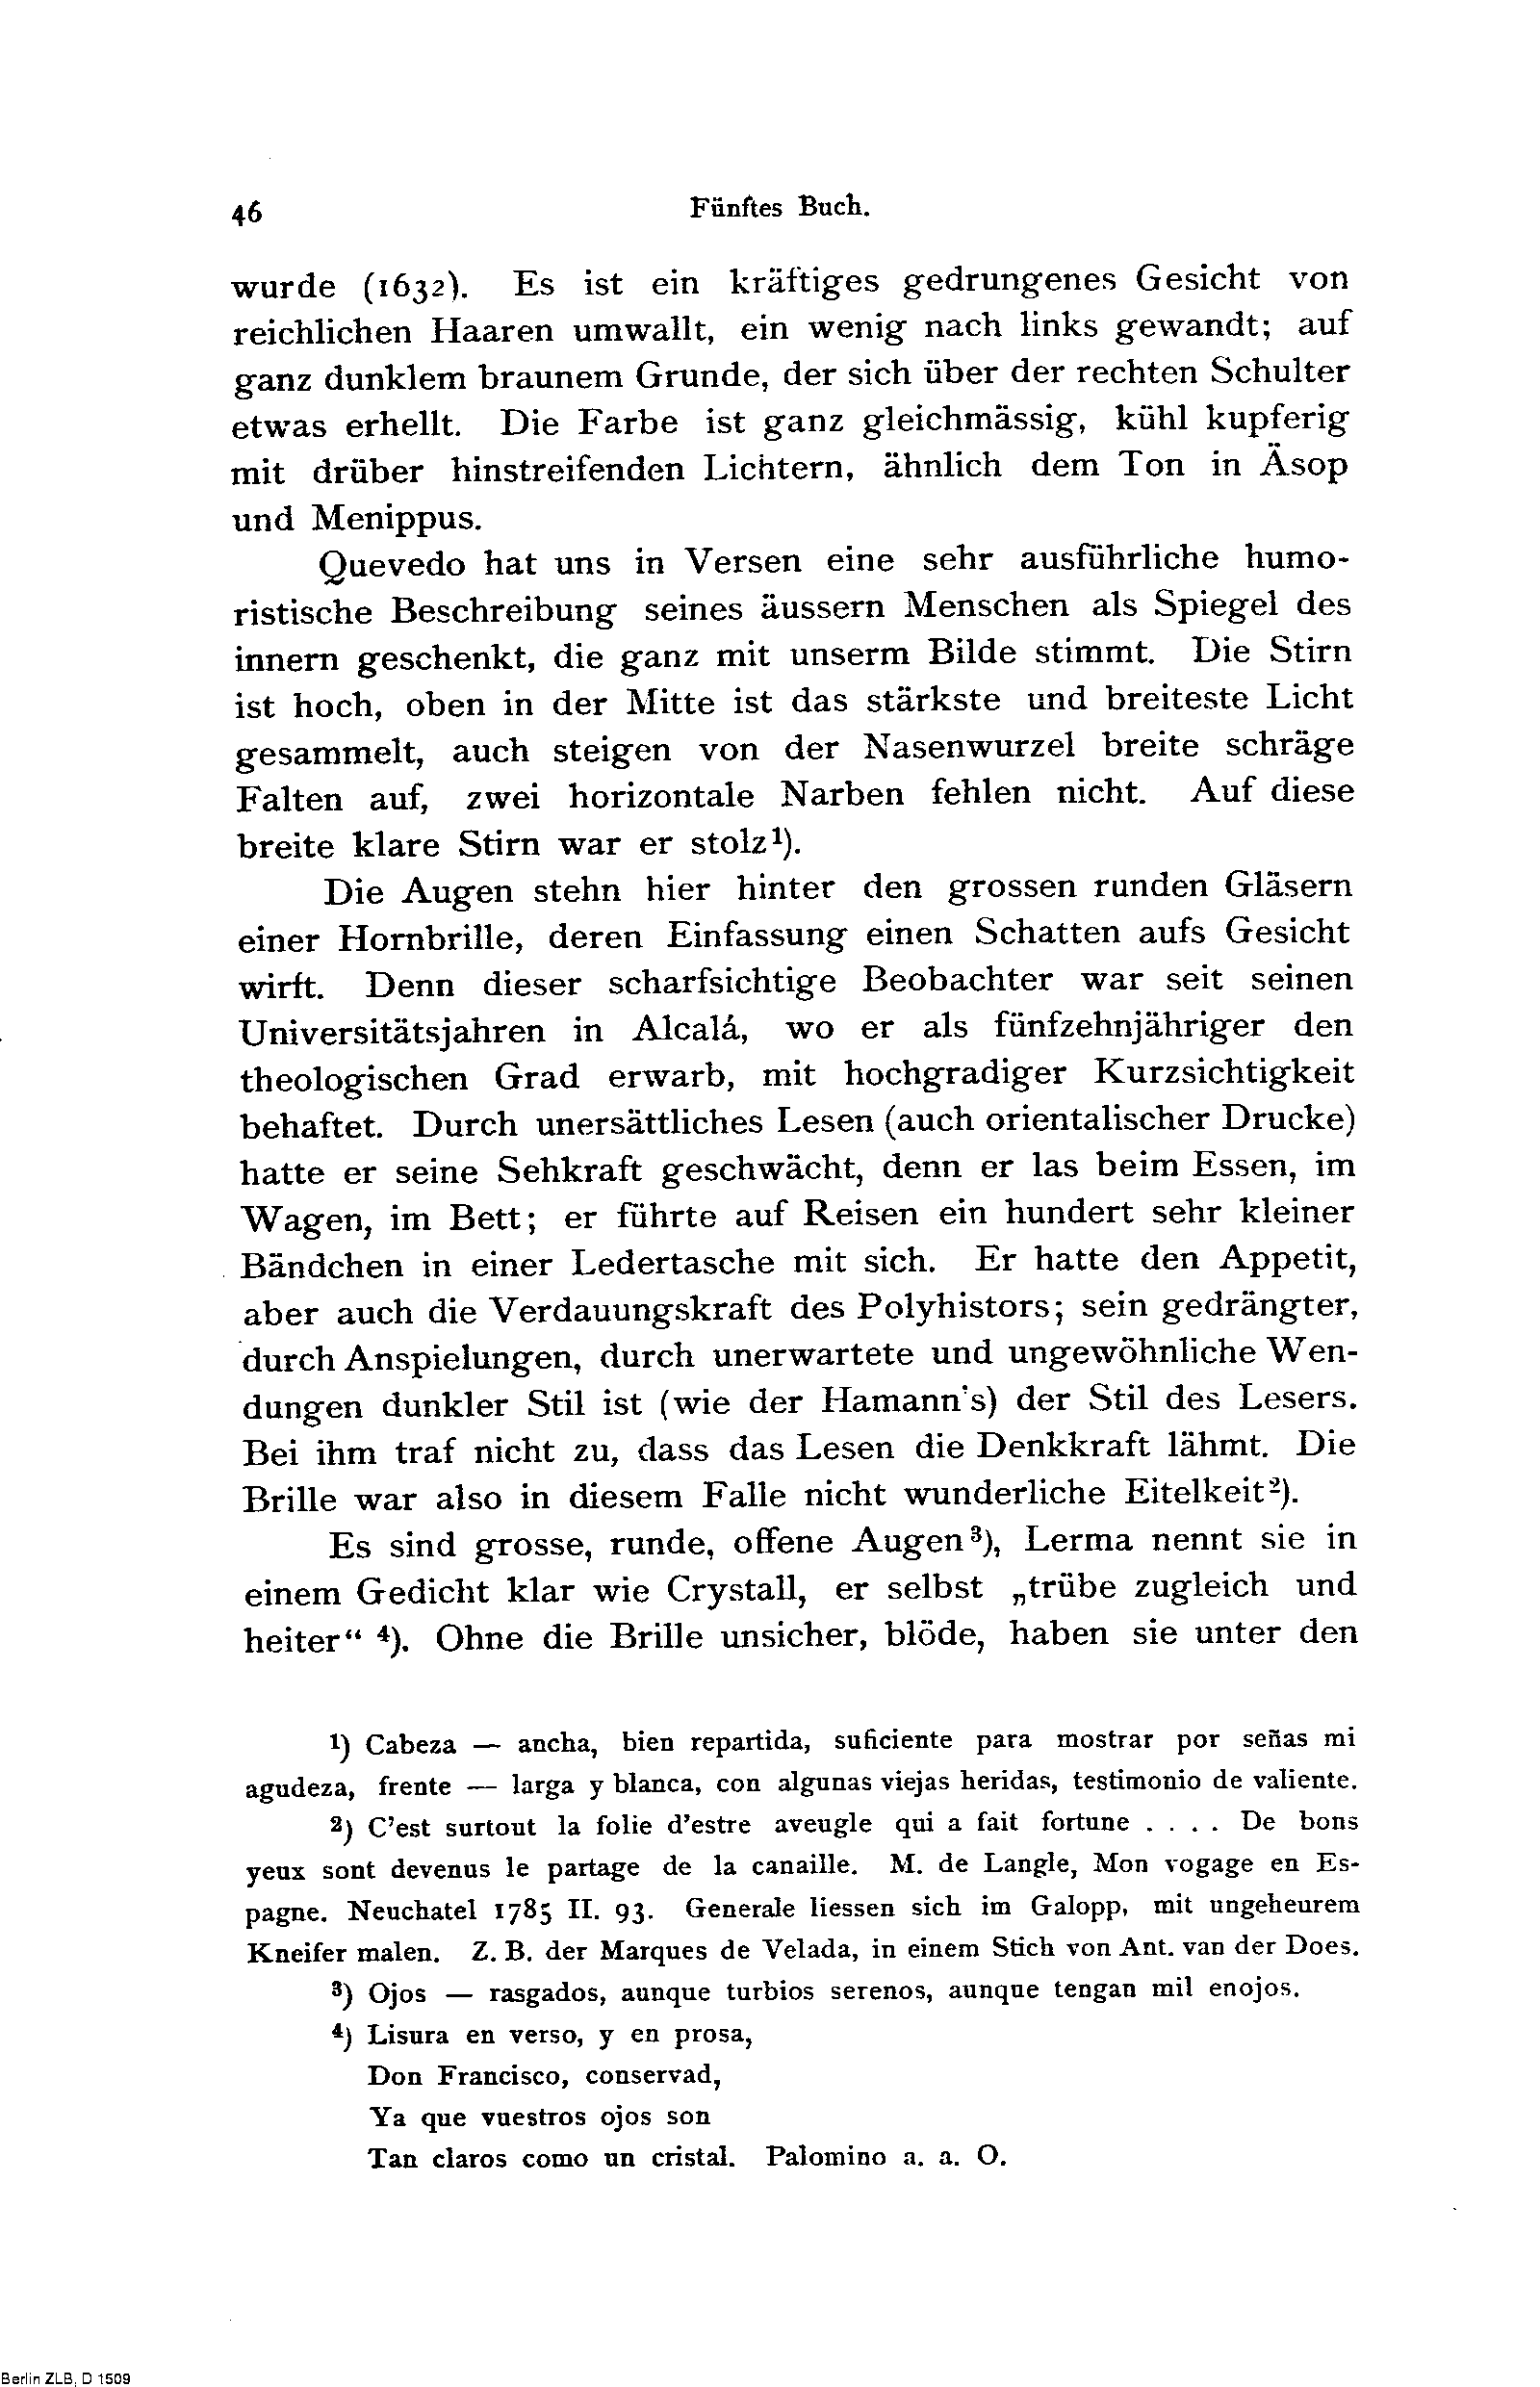 46
Fünftes Buch.
wurde (1632). Es ist ein kräftiges gedrungenes Gesicht von
reichlichen Haaren umwallt, ein wenig nach links gewandt; auf
ganz dunklem braunem Grunde, der sich über der rechten Schulter
etwas erhellt. Die Farbe ist ganz gleichmässig, kühl kupferig
mit drüber hinstreifenden Lichtern, ähnlich dem Ton in Äsop
und Menippus.
Quevedo hat uns in Versen eine sehr ausführliche humo-
ristische Beschreibung seines äussern Menschen als Spiegel des
innern geschenkt, die ganz mit unserm Bilde stimmt. Die Stirn
ist hoch, oben in der Mitte ist das stärkste und breiteste Licht
gesammelt, auch steigen von der Nasenwurzel breite schräge
Falten auf, zwei horizontale Narben fehlen nicht. Auf diese
breite klare Stirn war er stolz¹).
Die Augen stehn hier hinter den grossen runden Gläsern
einer Hornbrille, deren Einfassung einen Schatten aufs Gesicht
wirft. Denn dieser scharfsichtige Beobachter war seit seinen
Universitätsjahren in Alcalá, wo er als fünfzehnjähriger den
theologischen Grad erwarb, mit hochgradiger Kurzsichtigkeit
behaftet. Durch unersättliches Lesen (auch orientalischer Drucke)
hatte er seine Sehkraft geschwächt, denn er las beim Essen, im
Wagen, im Bett; er führte auf Reisen ein hundert sehr kleiner
Bändchen in einer Ledertasche mit sich. Er hatte den Appetit,
aber auch die Verdauungskraft des Polyhistors; sein gedrängter,
durch Anspielungen, durch unerwartete und ungewöhnliche Wen-
dungen dunkler Stil ist (wie der Hamann's) der Stil des Lesers.
Bei ihm traf nicht zu, dass das Lesen die Denkkraft lähmt. Die
Brille war also in diesem Falle nicht wunderliche Eitelkeit²).
Es sind grosse, runde, offene Augen³), Lerma nennt sie in
einem Gedicht klar wie Crystall, er selbst „trübe zugleich und
heiter“ ⁴). Ohne die Brille unsicher, blöde, haben sie unter den
¹) Cabeza — ancha, bien repartida, suficiente para mostrar por señas mi
agudeza, frente — larga y blanca, con algunas viejas heridas, testimonio de valiente.
²) C'est surtout la folie d'estre aveugle qui a fait fortune . . . . De bons
yeux sont devenus le partage de la canaille. M. de Langle, Mon vogage en Es-
pagne. Neuchatel 1785 II. 93. Generale liessen sich im Galopp, mit ungeheurem
Kneifer malen. Z. B. der Marques de Velada, in einem Stich von Ant. van der Does.
³) Ojos — rasgados, aunque turbios serenos, aunque tengan mil enojos.
⁴) Lisura en verso, y en prosa,
Don Francisco, conservad,
Ya que vuestros ojos son
Tan claros como un cristal. Palomino a. a. O.
Berlin ZLB, D 1509